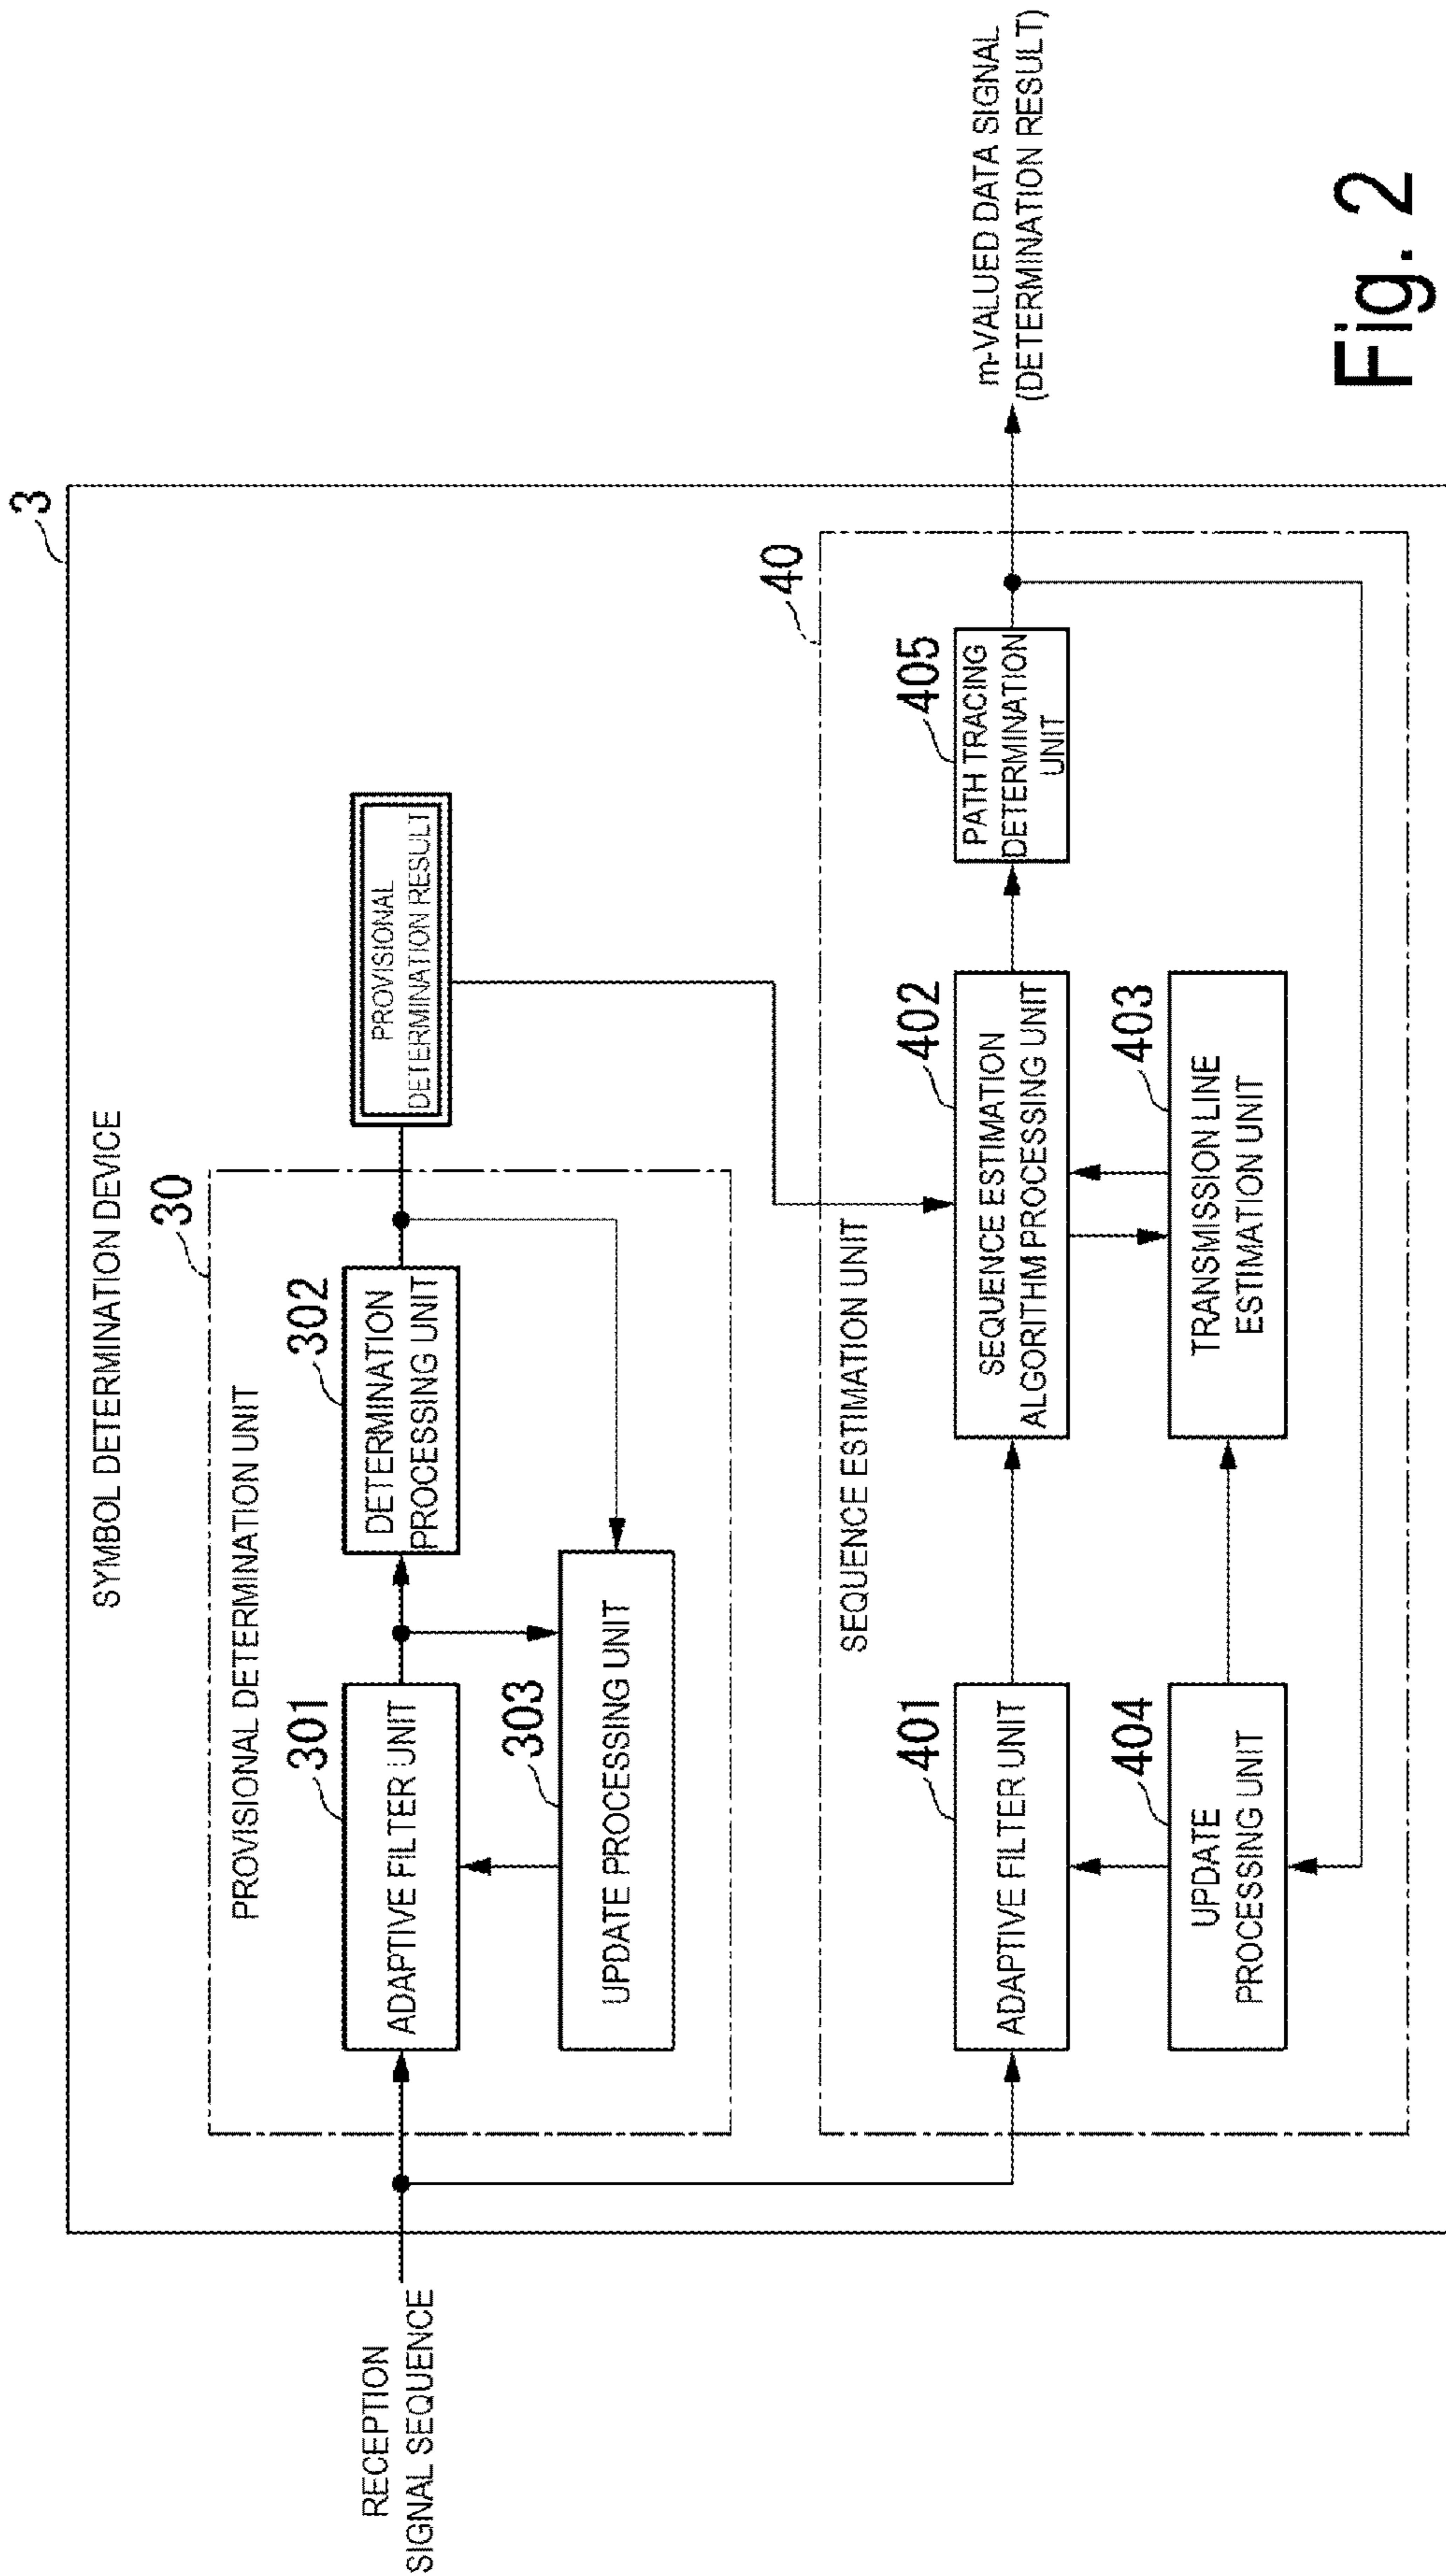 3
SYMBOL DETERMINATION DEVICE
30
PROVISIONAL DETERMINATION UNIT
RECEPTION
SIGNAL SEQUENCE
301
ADAPTIVE FILTER UNIT
302
DETERMINATION
PROCESSING UNIT
PROVISIONAL
DETERMINATION RESULT
303
UPDATE PROCESSING UNIT
40
SEQUENCE ESTIMATION UNIT
401
ADAPTIVE FILTER UNIT
402
SEQUENCE ESTIMATION
ALGORITHM PROCESSING UNIT
405
PATH TRACING
DETERMINATION
UNIT
m-VALUED DATA SIGNAL
(DETERMINATION RESULT)
404
UPDATE
PROCESSING UNIT
403
TRANSMISSION LINE
ESTIMATION UNIT
Fig. 2